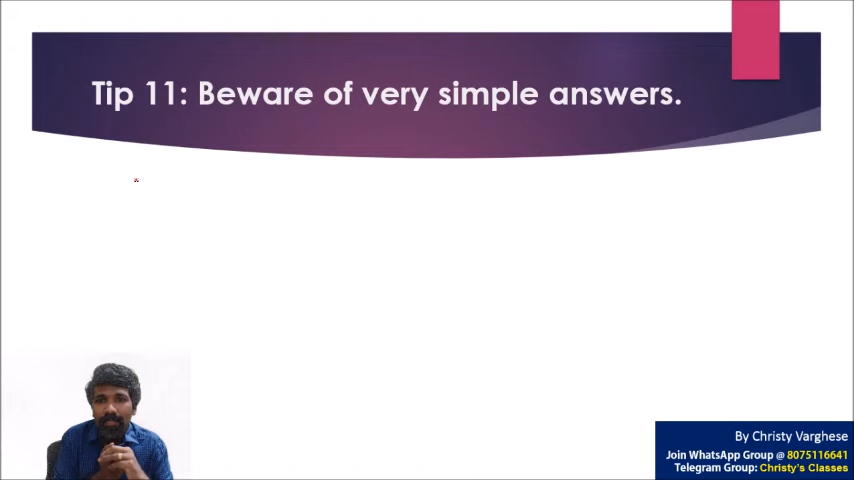 Tip 11: Beware of very simple answers.
By Christy Varghese
Join WhatsApp Group @ 8075116641
Telegram Group: Christy's Classes